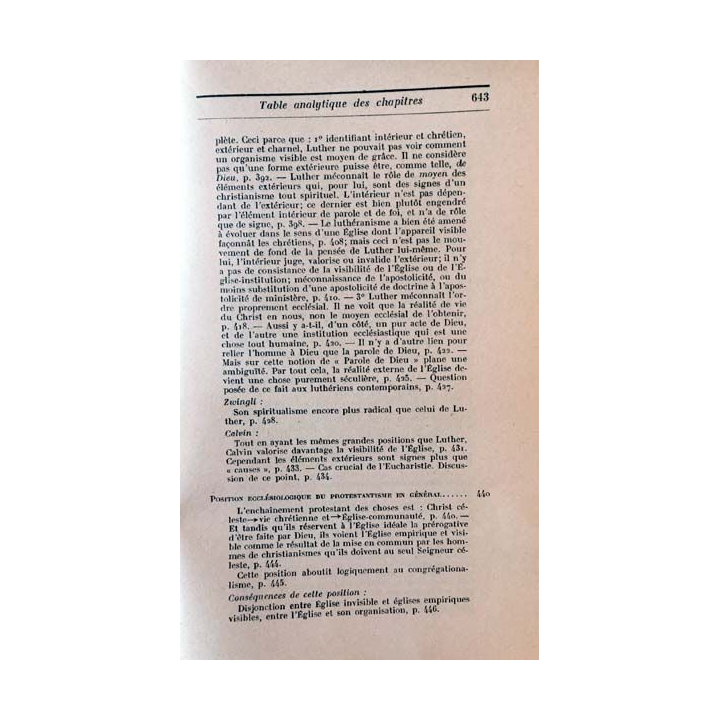 Table analytique des chapitres 643
plète. Ceci parce que : 1° identifiant intérieur et chrétien,
extérieur et charnel, Luther ne pouvait pas voir comment
un organisme visible est moyen de grâce. Il ne considère
pas qu'une forme extérieure puisse être, comme telle, de
Dieu, p. 392. — Luther méconnaît le rôle de moyen des
éléments extérieurs qui, pour lui, sont des signes d'un
christianisme tout spirituel. L'intérieur n'est pas dépen-
dant de l'extérieur; ce dernier est bien plutôt engendré
par l'élément intérieur de parole et de foi, et n'a de rôle
que de signe, p. 398. — Le luthéranisme a bien été amené
à évoluer dans le sens d'une Église dont l'appareil visible
façonnât les chrétiens, p. 408; mais ceci n'est pas le mou-
vement de fond de la pensée de Luther lui-même. Pour
lui, l'intérieur juge, valorise ou invalide l'extérieur; il n'y
a pas de consistance de la visibilité de l'Église ou de l'É-
glise-institution; méconnaissance de l'apostolicité, ou du
moins substitution d'une apostolicité de doctrine à l'apos-
tolicité de ministère, p. 410. — 3° Luther méconnaît l'or-
dre proprement ecclésial. Il ne voit que la réalité de vie
du Christ en nous, non le moyen ecclésial de l'obtenir,
p. 418. — Aussi y a-t-il, d'un côté, un pur acte de Dieu,
et de l'autre une institution ecclésiastique qui est une
chose tout humaine, p. 420. — Il n'y a d'autre lien pour
relier l'homme à Dieu que la parole de Dieu, p. 422. —
Mais sur cette notion de « Parole de Dieu » plane une
ambiguïté. Par tout cela, la réalité externe de l'Église de-
vient une chose purement séculière, p. 425. — Question
posée de ce fait aux luthériens contemporains, p. 427.
Zwingli :
Son spiritualisme encore plus radical que celui de Lu-
ther, p. 428.
Calvin :
Tout en ayant les mêmes grandes positions que Luther,
Calvin valorise davantage la visibilité de l'Église, p. 431.
Cependant les éléments extérieurs sont signes plus que
« causes », p. 433. — Cas crucial de l'Eucharistie. Discus-
sion de ce point, p. 434.
POSITION ECCLÉSIOLOGIQUE DU PROTESTANTISME EN GÉNÉRAL...... 440
L'enchaînement protestant des choses est : Christ cé-
leste→vie chrétienne et→Église-communauté, p. 440. —
Et tandis qu'ils réservent à l'Église idéale la prérogative
d'être faite par Dieu, ils voient l'Église empirique et visi-
ble comme le résultat de la mise en commun par les hom-
mes de christianismes qu'ils doivent au seul Seigneur cé-
leste, p. 444.
Cette position aboutit logiquement au congrégationa-
lisme, p. 445.
Conséquences de cette position :
Disjonction entre Église invisible et églises empiriques
visibles, entre l'Église et son organisation, p. 446.